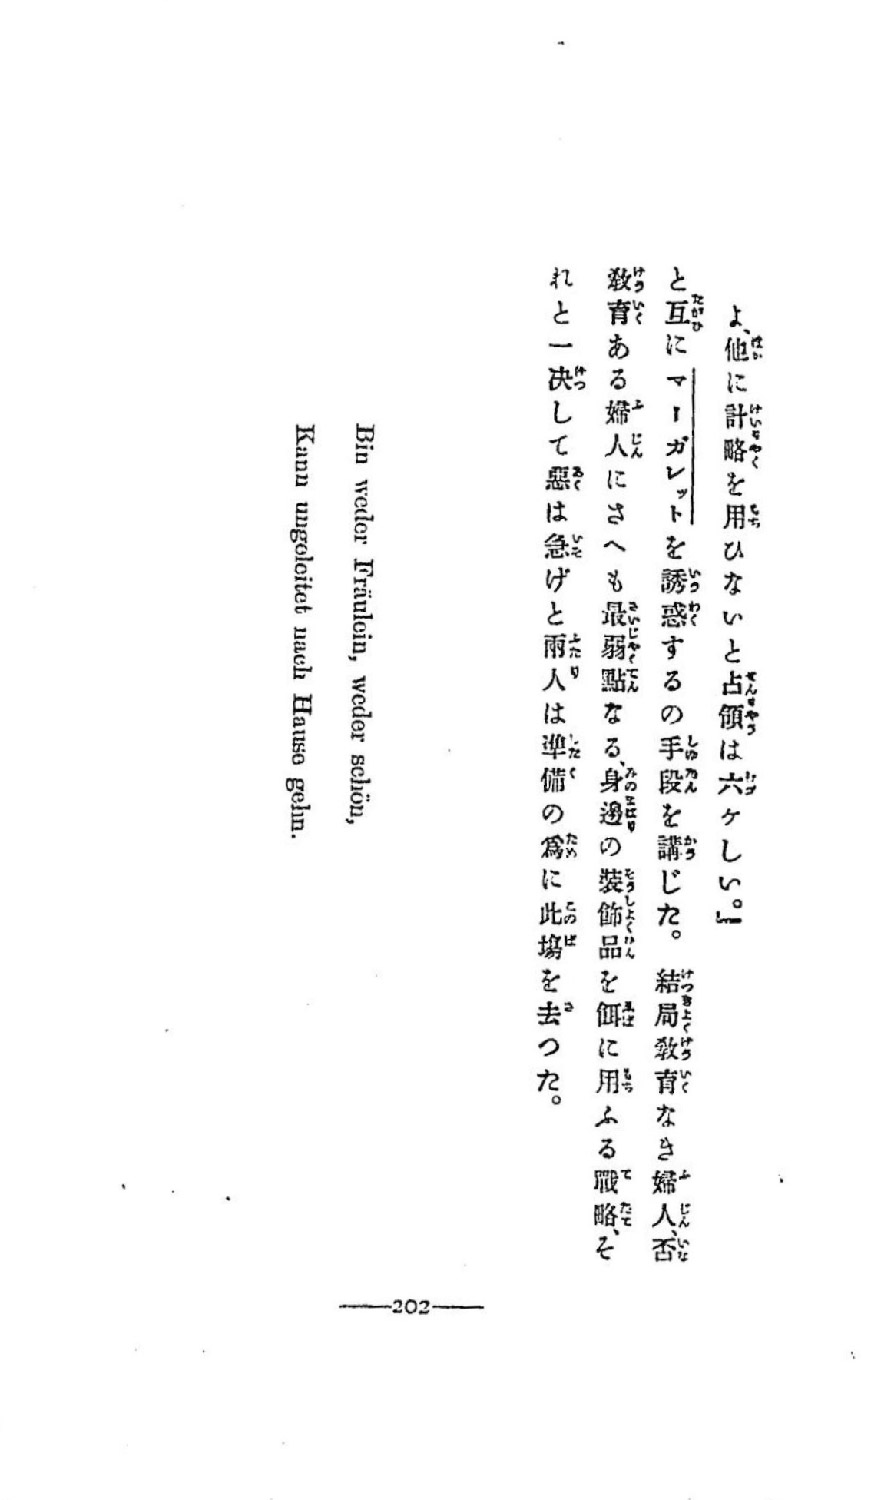 よ、他に計略を用ひないと占領は六ケしい。』
と互にマーガレットを誘惑するの手段を講じた。結局教育なき婦人、否
教育ある婦人にさへも最弱點なる、身邊の裝飾品を餌に用ふる戰略、そ
れと一決して惡は急げと兩人は準備の爲に此塲を去つた。
Bin weder Fräulein, weder schön,
Kann ungeleitet nach Hause gehn.
202